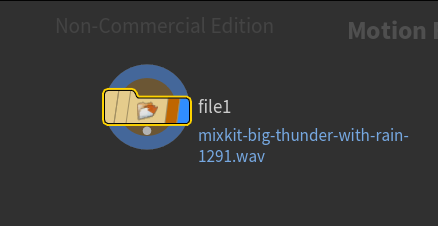 Non-Commercial Edition
Motion
file1
mixkit-big-thunder-with-rain-
1291.wav